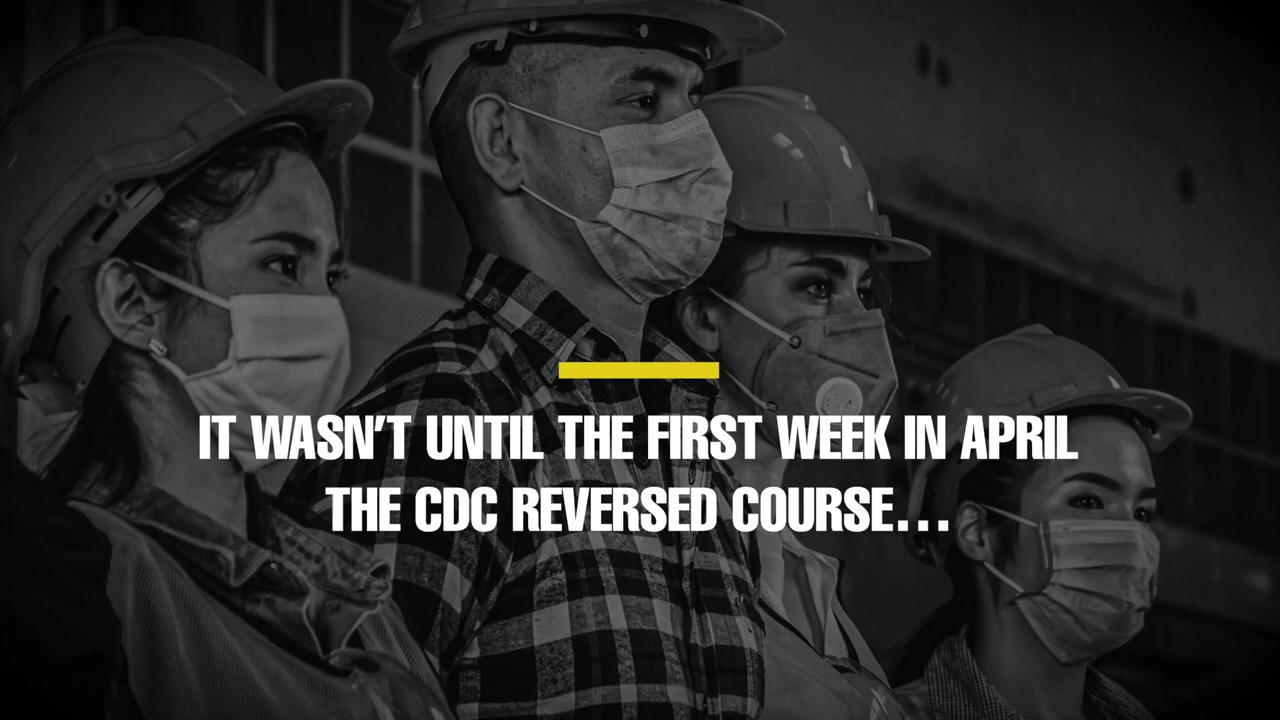 IT WASN'T UNTIL THE FIRST WEEK IN APRIL
THE CDC REVERSED COURSE...